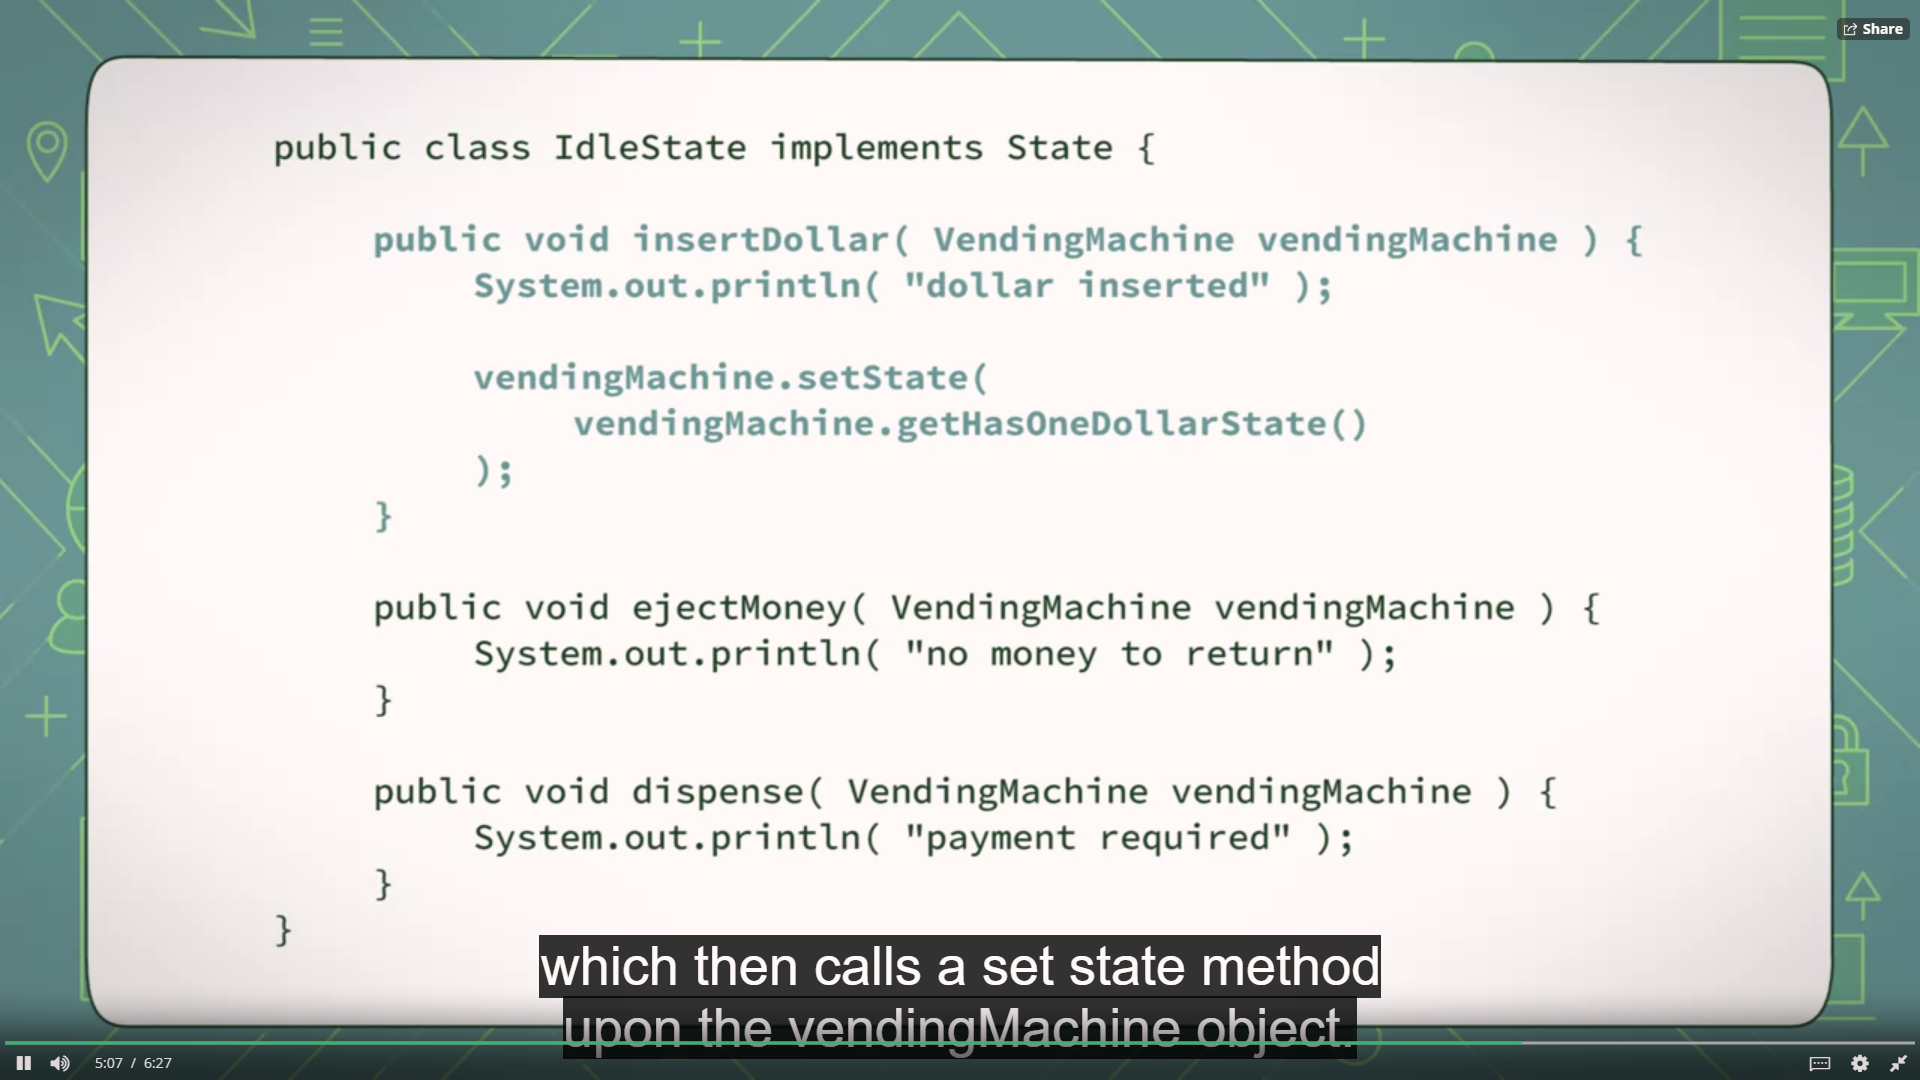 Share
public class IdleState implements State {
public void insertDollar( VendingMachine vendingMachine ) {
System.out.println( "dollar inserted" );
vendingMachine.setState(
vendingMachine.getHasOneDollarState()
);
}
public void ejectMoney( VendingMachine vendingMachine ) {
System.out.println( "no money to return" );
}
public void dispense( VendingMachine vendingMachine ) {
System.out.println( "payment required" );
}
}
which then calls a set state method
upon the vendingMachine object.
5:07 / 6:27